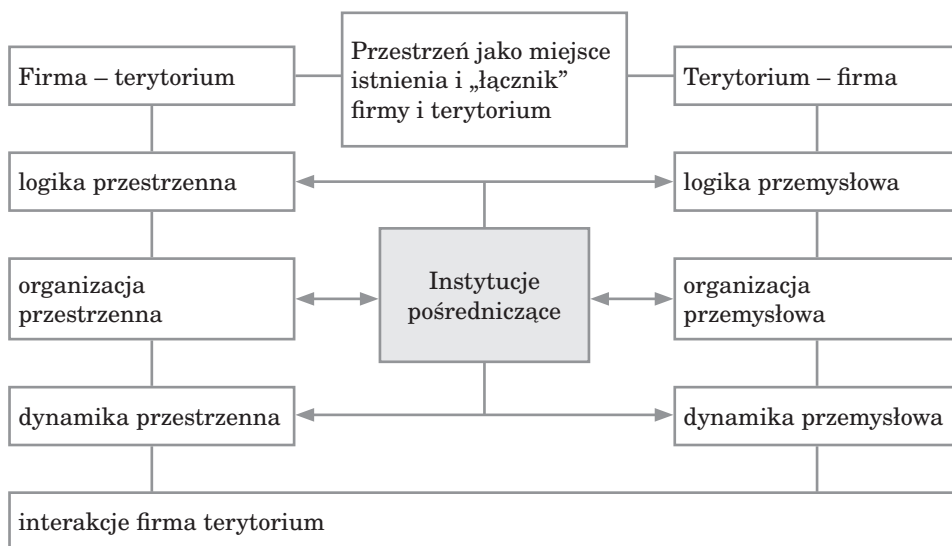 Firma – terytorium
Przestrzeń jako miejsce
istnienia i „łącznik”
firmy i terytorium
Terytorium – firma
logika przestrzenna
logika przemysłowa
organizacja
przestrzenna
Instytucje
pośredniczące
organizacja
przemysłowa
dynamika przestrzenna
dynamika przemysłowa
interakcje firma terytorium